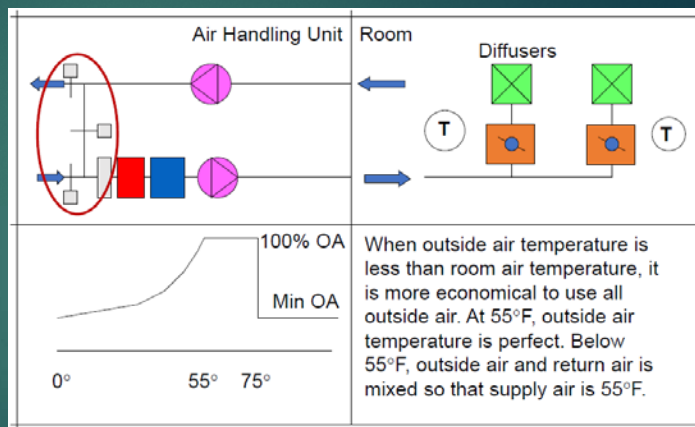 Air Handling Unit
Room
Diffusers
T
T
100% OA
Min OA
0°
55°
75°
When outside air temperature is
less than room air temperature, it
is more economical to use all
outside air. At 55°F, outside air
temperature is perfect. Below
55°F, outside air and return air is
mixed so that supply air is 55°F.